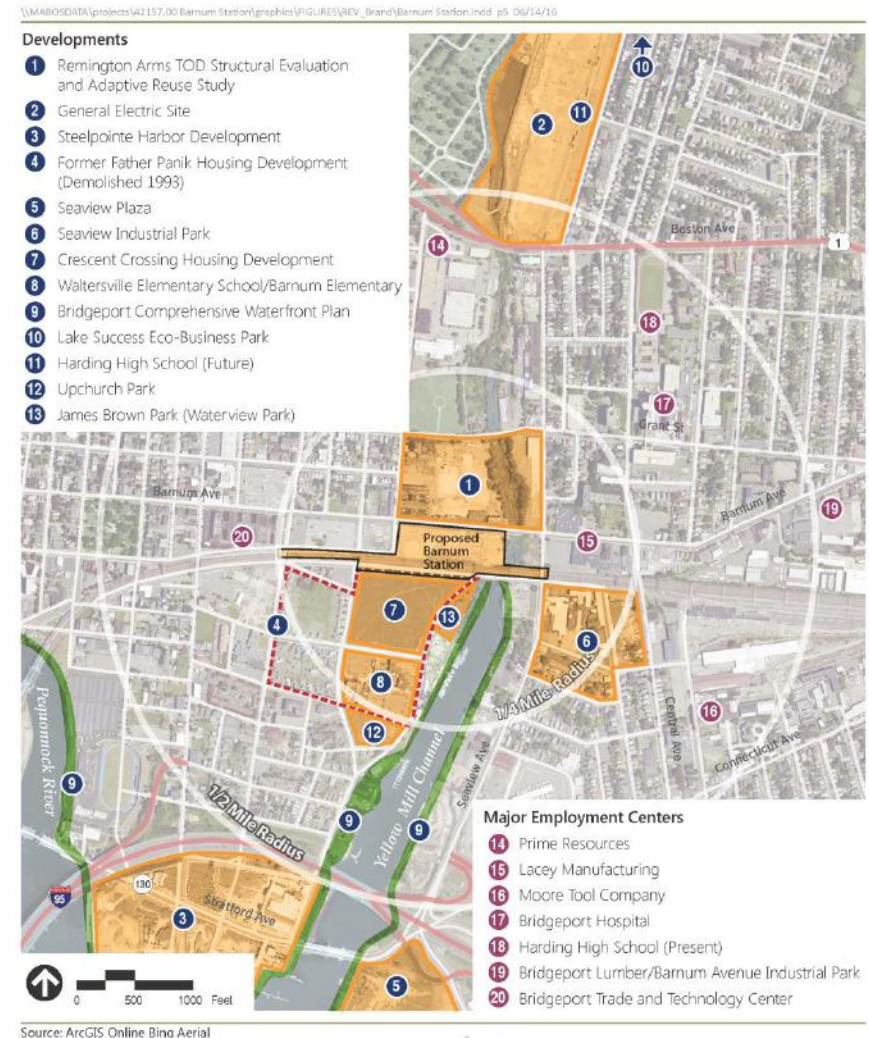 \\MABOSDATA\projects\42157.00 Barnum Station\graphics\FIGURES\REV_Brand\Barnum Station.indd p5 06/14/16
Developments
1 Remington Arms TOD Structural Evaluation
and Adaptive Reuse Study
2 General Electric Site
3 Steelpointe Harbor Development
4 Former Father Panik Housing Development
(Demolished 1993)
5 Seaview Plaza
6 Seaview Industrial Park
7 Crescent Crossing Housing Development
8 Waltersville Elementary School/Barnum Elementary
9 Bridgeport Comprehensive Waterfront Plan
10 Lake Success Eco-Business Park
11 Harding High School (Future)
12 Upchurch Park
13 James Brown Park (Waterview Park)
10
2
11
14
Boston Ave
1
18
17
Grant St
1
Barnum Ave
Barnum Ave
19
20
Proposed
Barnum
Station
15
4
7
13
6
8
1/4 Mile Radius
12
Central Ave
16
Connecticut Ave
Pequonnock River
9
Yellow Mill Channel
Seaview Ave
9
9
1/2 Mile Radius
95
130
Stratford Ave
3
5
Major Employment Centers
14 Prime Resources
15 Lacey Manufacturing
16 Moore Tool Company
17 Bridgeport Hospital
18 Harding High School (Present)
19 Bridgeport Lumber/Barnum Avenue Industrial Park
20 Bridgeport Trade and Technology Center
0 500 1000 Feet
Source: ArcGIS Online Bing Aerial